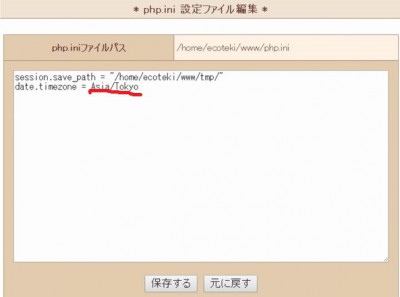 * php.ini 設定ファイル編集 *
php.iniファイルパス /home/ecoteki/www/php.ini
session.save_path = "/home/ecoteki/www/tmp/"
date.timezone = Asia/Tokyo
保存する 元に戻す